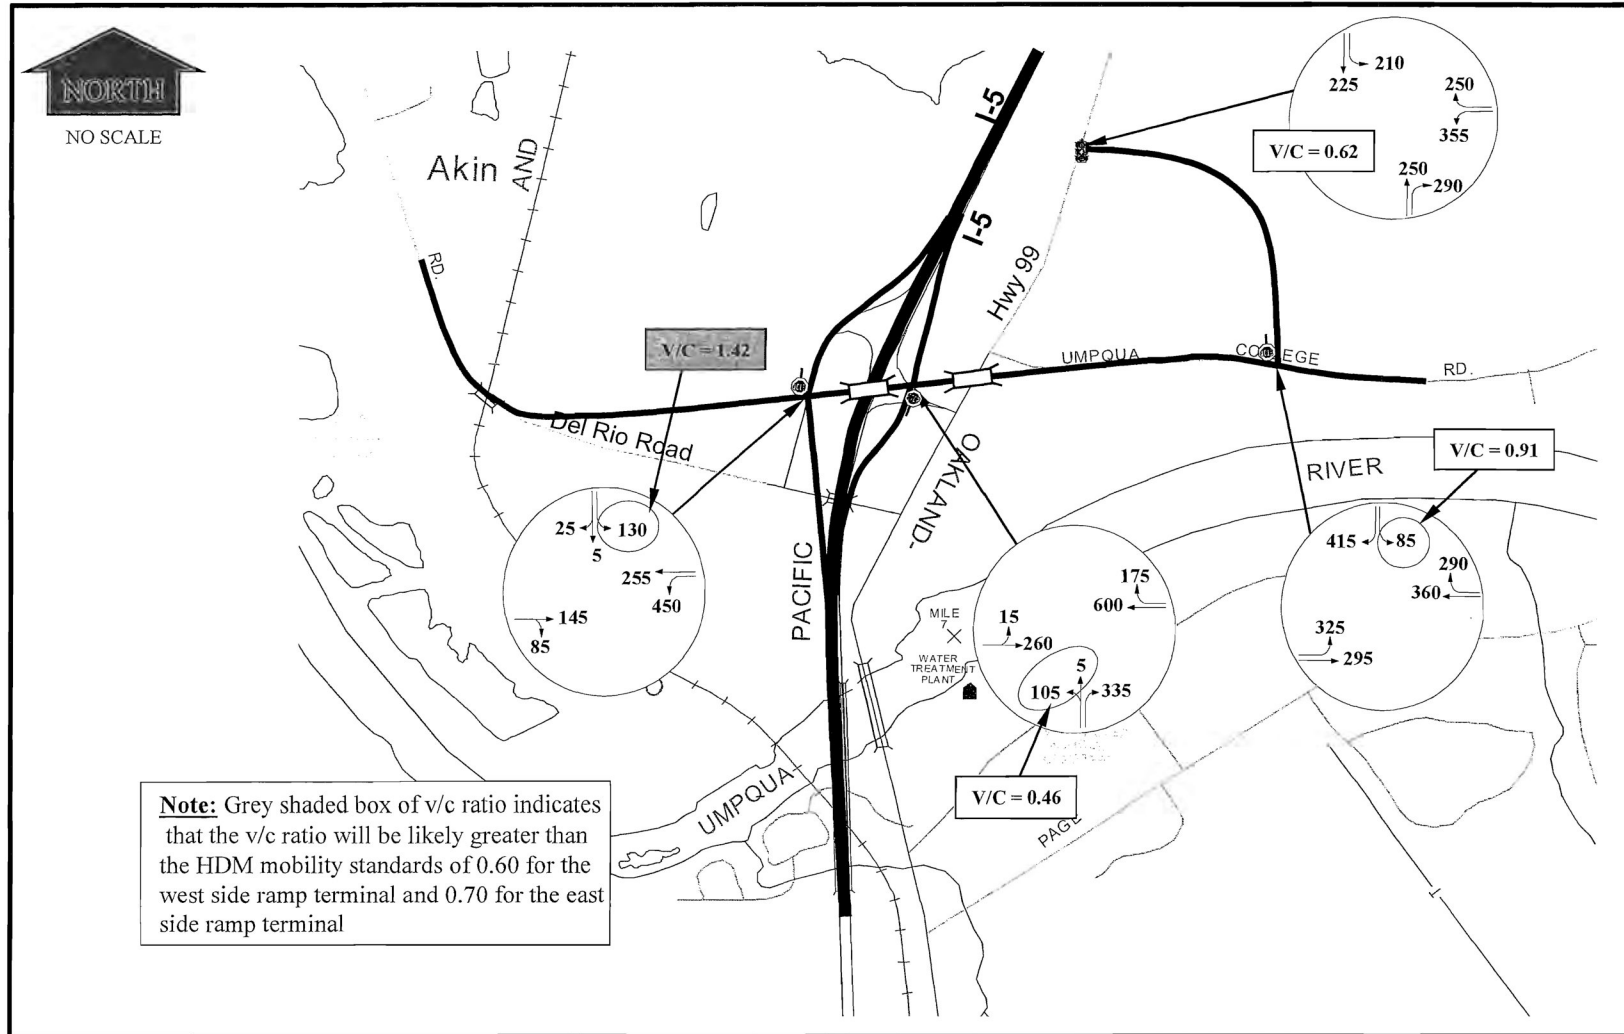 NORTH
NO SCALE
Akin
AND
I-5
I-5
Hwy 99
RD.
210
225
250
355
250
290
V/C = 0.62
V/C = 1.42
UMPQUA
COLLEGE
RD.
Del Rio Road
OAKLAND-
RIVER
V/C = 0.91
25
130
5
255
450
145
85
PACIFIC
MILE
7
WATER
TREATMENT
PLANT
175
600
15
260
5
105
335
V/C = 0.46
415
85
290
360
325
295
UMPQUA
PAGE
Note: Grey shaded box of v/c ratio indicates
that the v/c ratio will be likely greater than
the HDM mobility standards of 0.60 for the
west side ramp terminal and 0.70 for the east
side ramp terminal